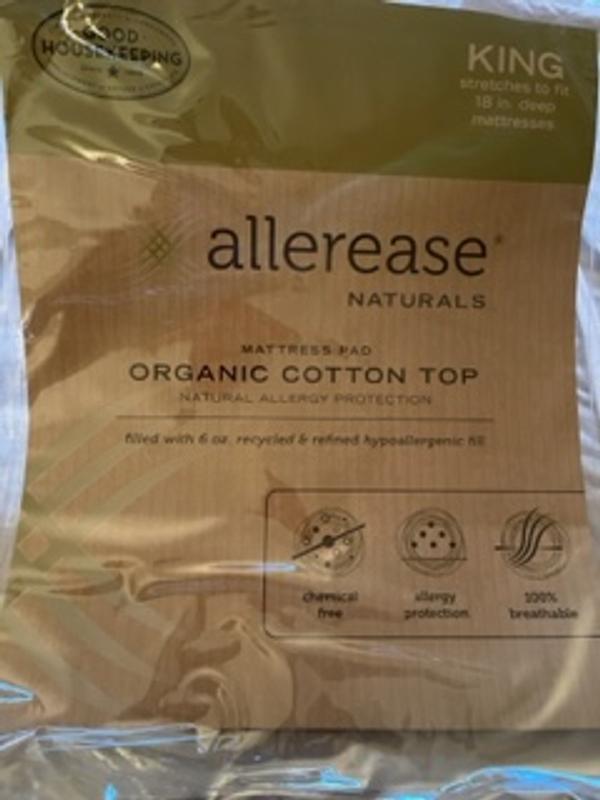 GOOD
HOUSEKEEPING
KING
stretches to fit
18 in. deep
mattresses
allerease
NATURALS
MATTRESS PAD
ORGANIC COTTON TOP
NATURAL ALLERGY PROTECTION
filled with 6 oz. recycled & refined hypoallergenic fill
chemical
free
allergy
protection
100%
breathable